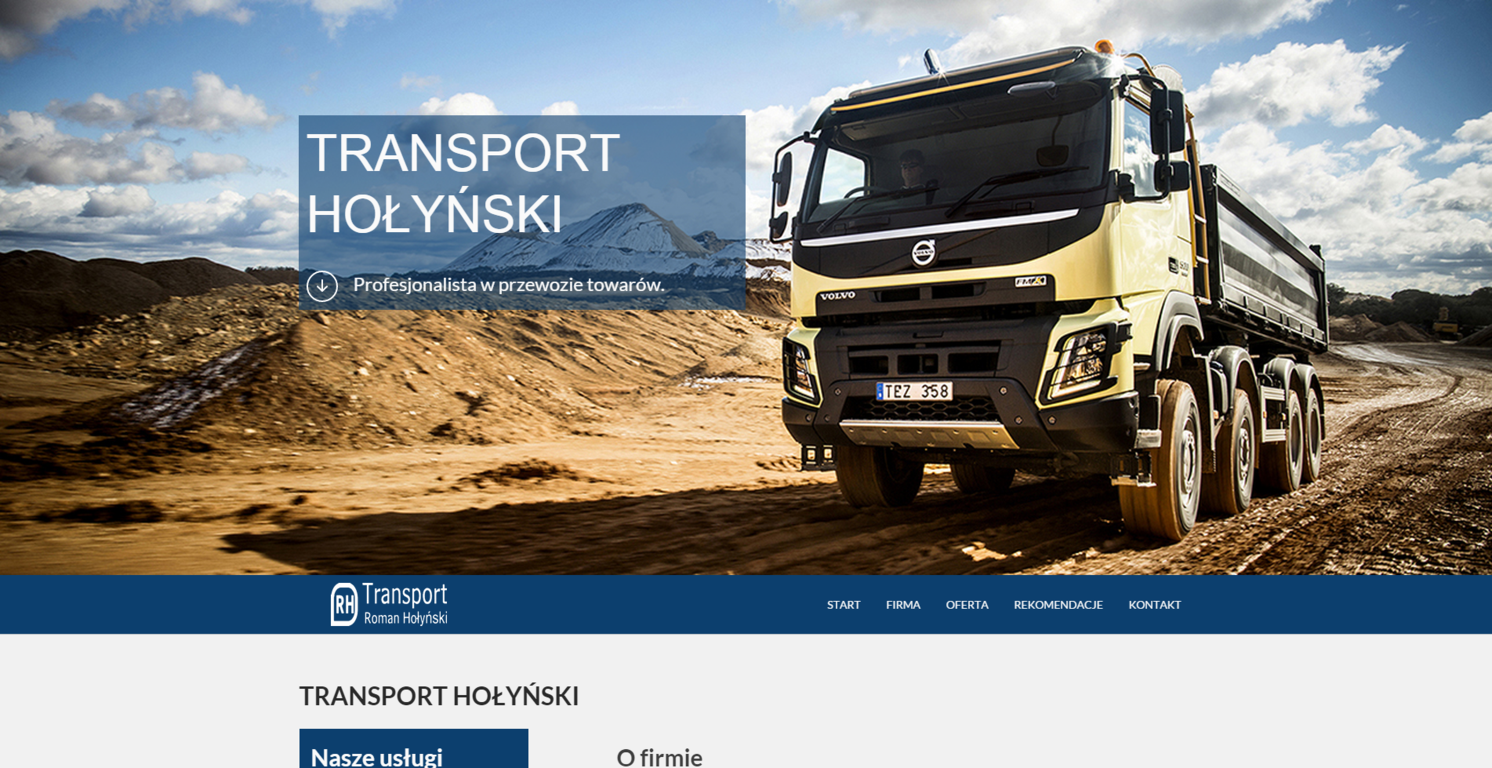 TRANSPORT
HOŁYŃSKI
Profesjonalista w przewozie towarów.
VOLVO
VOLVO
FMX
TEZ 358
RH Transport
Roman Hołyński
START FIRMA OFERTA REKOMENDACJE KONTAKT
TRANSPORT HOŁYŃSKI
Nasze usługi
O firmie